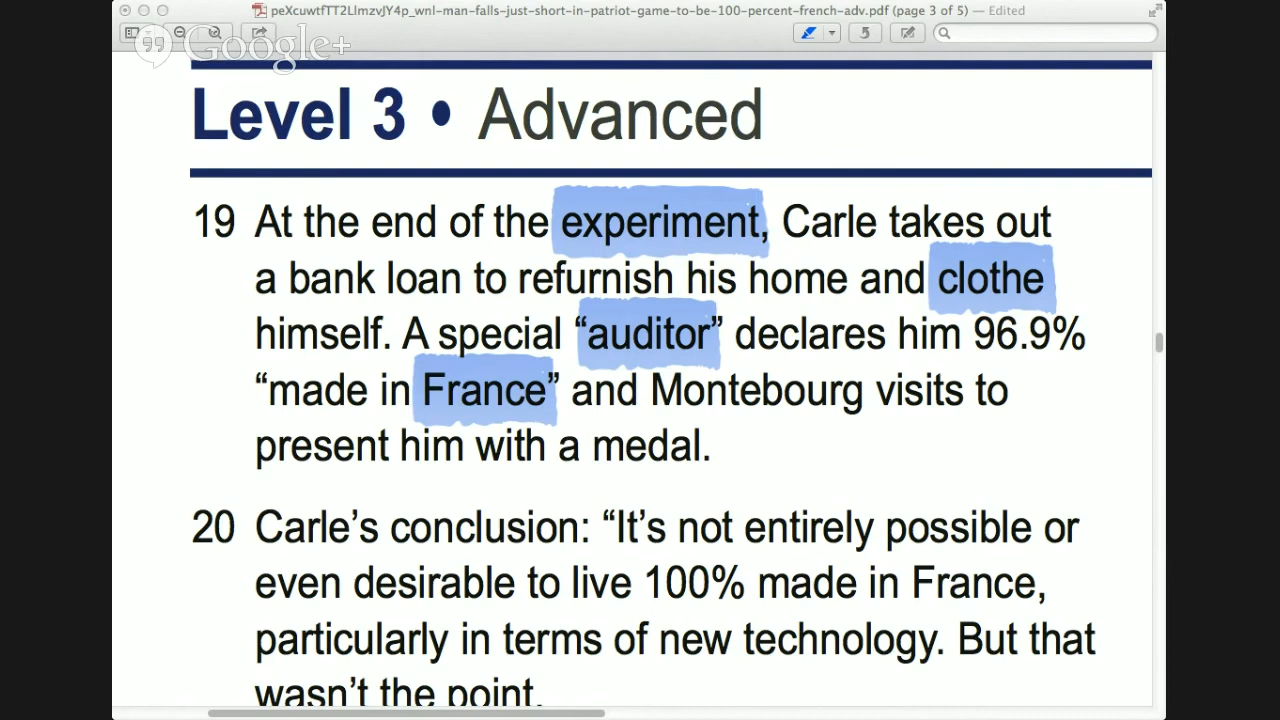 peXcuwtfTT2LlmzvJY4p_wnl-man-falls-just-short-in-patriot-game-to-be-100-percent-french-adv.pdf (page 3 of 5) — Edited
Google+
Level 3 • Advanced
19 At the end of the experiment, Carle takes out
a bank loan to refurnish his home and clothe
himself. A special “auditor” declares him 96.9%
“made in France” and Montebourg visits to
present him with a medal.
20 Carle’s conclusion: “It’s not entirely possible or
even desirable to live 100% made in France,
particularly in terms of new technology. But that
wasn’t the point.